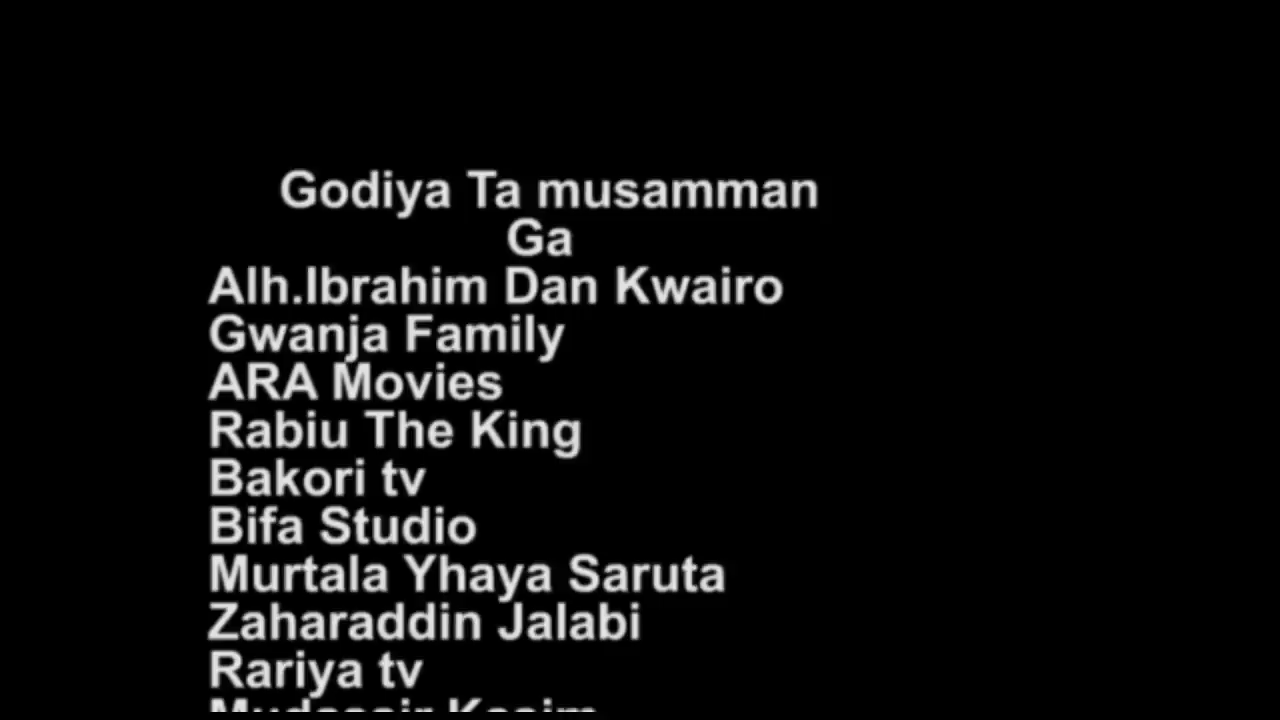 Godiya Ta musamman
Ga
Alh.Ibrahim Dan Kwairo
Gwanja Family
ARA Movies
Rabiu The King
Bakori tv
Bifa Studio
Murtala Yhaya Saruta
Zaharaddin Jalabi
Rariya tv